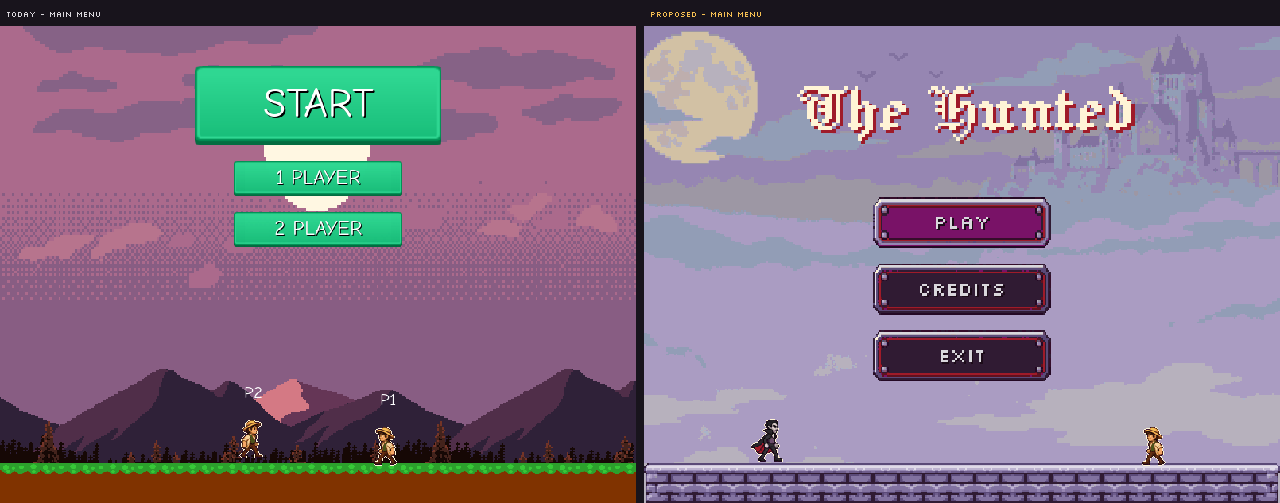 TODAY - MAIN MENU
START
1 PLAYER
2 PLAYER
P2
P1
PROPOSED - MAIN MENU
The Hunted
PLAY
CREDITS
EXIT